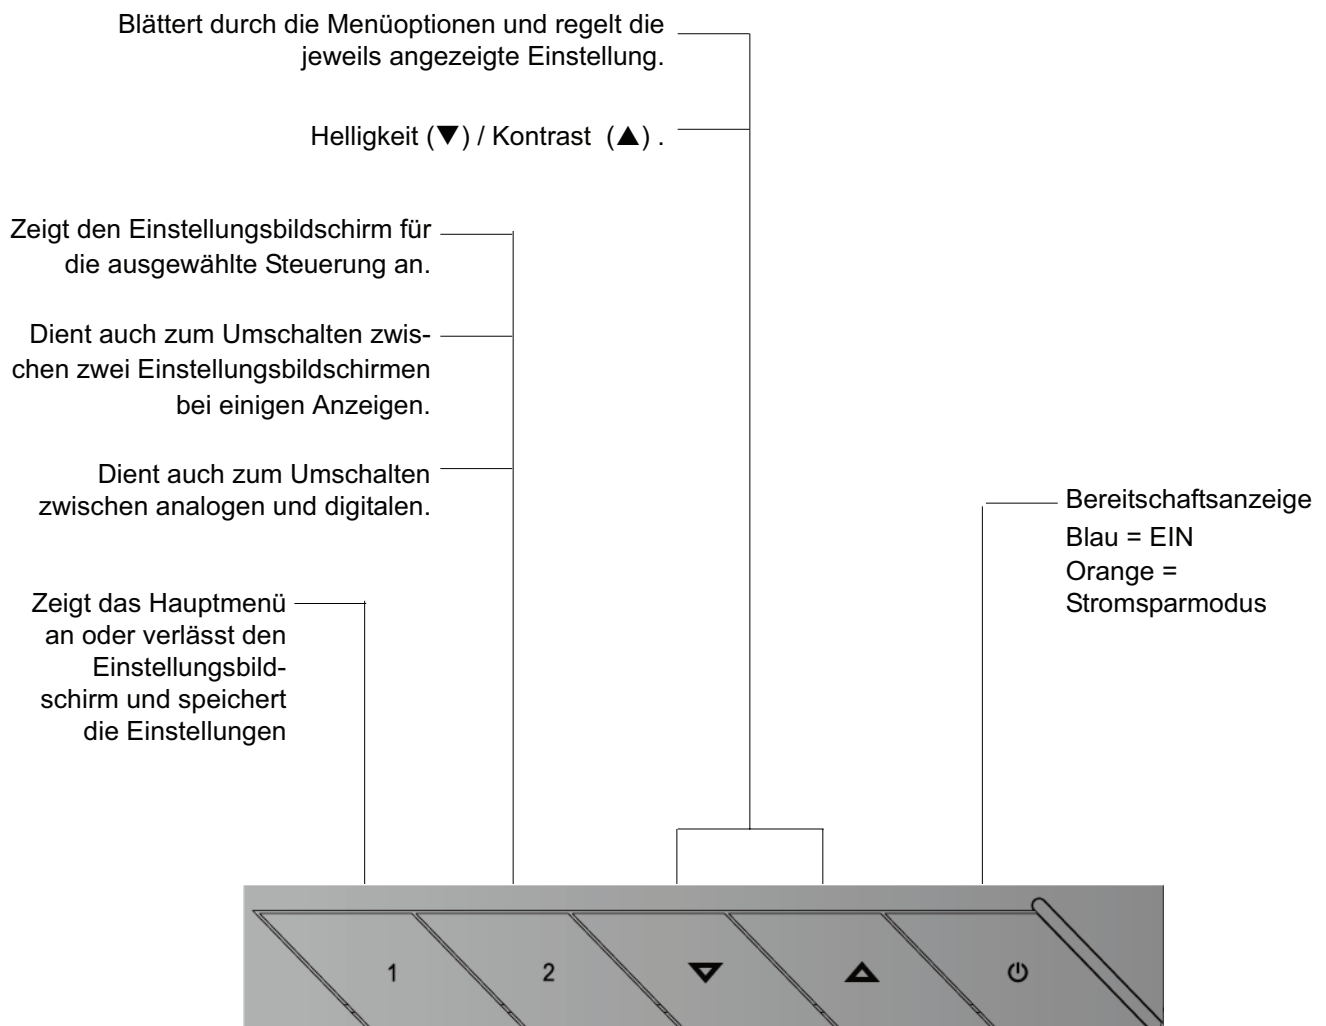 Blättert durch die Menüoptionen und regelt die
jeweils angezeigte Einstellung.
Helligkeit (▼) / Kontrast (▲) .
Zeigt den Einstellungsbildschirm für
die ausgewählte Steuerung an.
Dient auch zum Umschalten zwis-
chen zwei Einstellungsbildschirmen
bei einigen Anzeigen.
Dient auch zum Umschalten
zwischen analogen und digitalen.
Bereitschaftsanzeige
Blau = EIN
Orange =
Stromsparmodus
Zeigt das Hauptmenü
an oder verlässt den
Einstellungsbild-
schirm und speichert
die Einstellungen
1 2